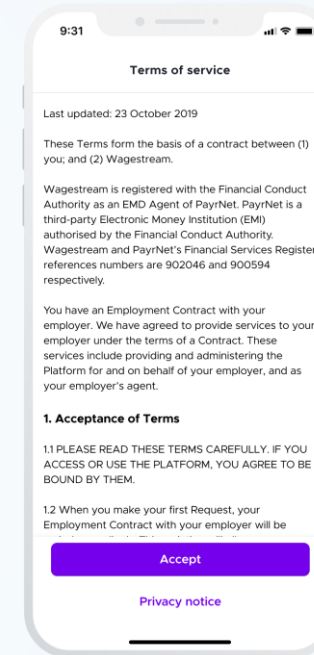 9:31
Terms of service
Last updated: 23 October 2019
These Terms form the basis of a contract between (1)
you; and (2) Wagestream.
Wagestream is registered with the Financial Conduct
Authority as an EMD Agent of PayrNet. PayrNet is a
third-party Electronic Money Institution (EMI)
authorised by the Financial Conduct Authority.
Wagestream and PayrNet's Financial Services Register
references numbers are 902046 and 900594
respectively.
You have an Employment Contract with your
employer. We have agreed to provide services to your
employer under the terms of a Contract. These
services include providing and administering the
Platform for and on behalf of your employer, and as
your employer's agent.
1. Acceptance of Terms
1.1 PLEASE READ THESE TERMS CAREFULLY. IF YOU
ACCESS OR USE THE PLATFORM, YOU AGREE TO BE
BOUND BY THEM.
1.2 When you make your first Request, your
Employment Contract with your employer will be
Accept
Privacy notice